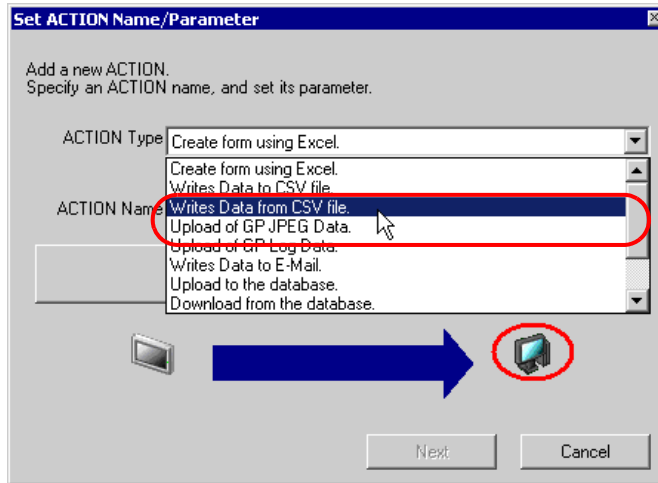 Set ACTION Name/Parameter
Add a new ACTION.
Specify an ACTION name, and set its parameter.
ACTION Type Create form using Excel.
Create form using Excel.
Writes Data to CSV file.
ACTION Name Writes Data from CSV file.
Upload of GP JPEG Data.
Upload of GP Log Data.
Writes Data to E-Mail.
Upload to the database.
Download from the database.
Next Cancel